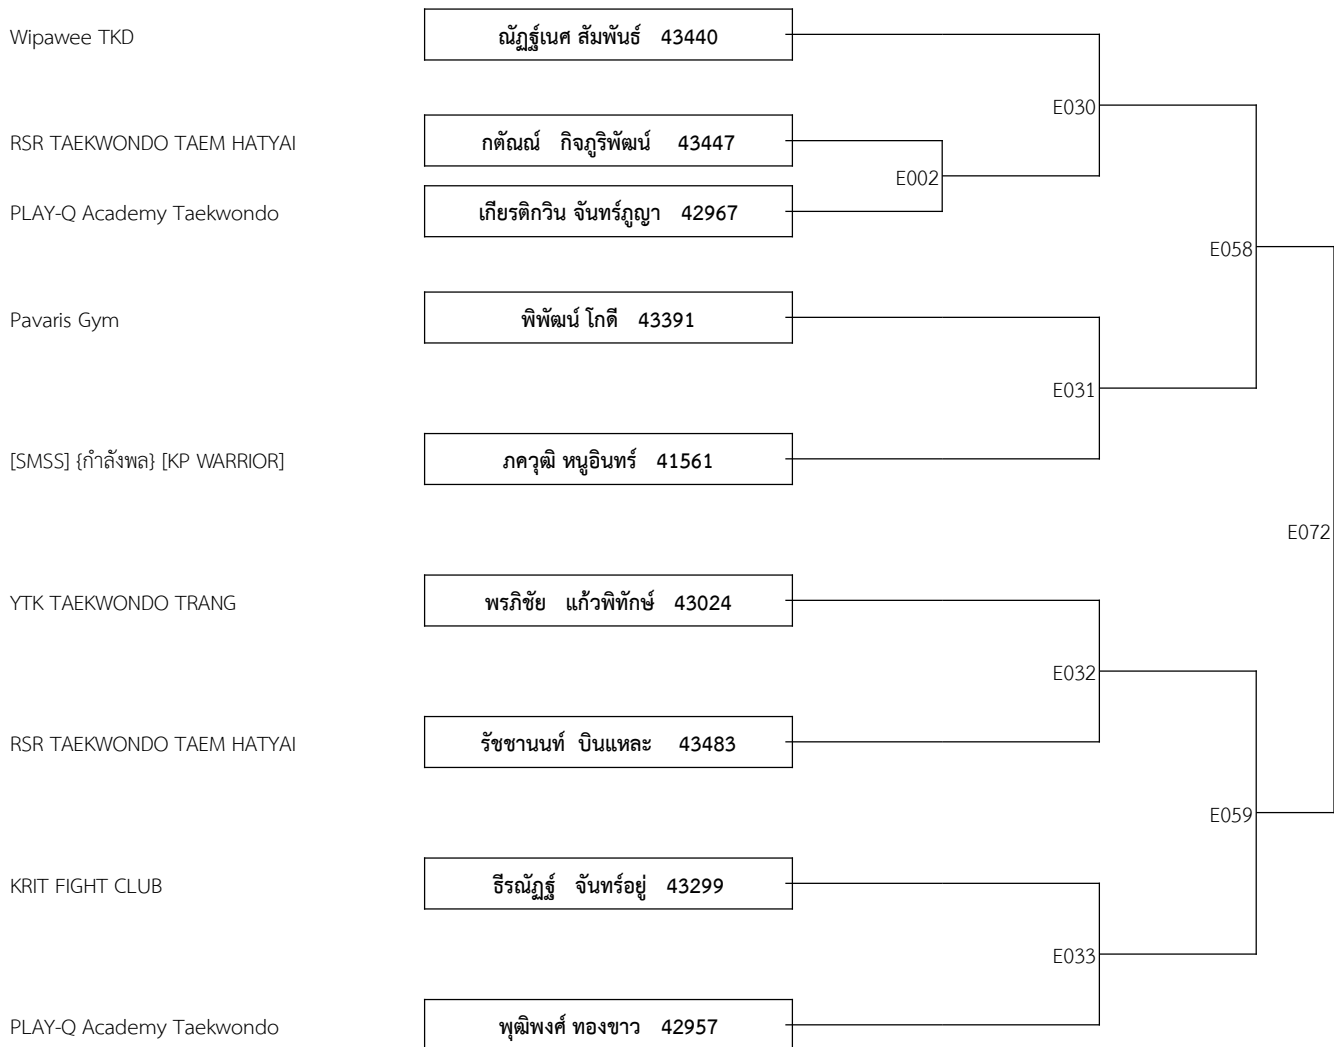 Wipawee TKD ณัฏฐ์เนศ สัมพันธ์ 43440
E030
RSR TAEKWONDO TAEM HATYAI กตัณณ์ กิจภูริพัฒน์ 43447
E002
PLAY-Q Academy Taekwondo เกียรติกวิน จันทร์ภูญา 42967
E058
Pavaris Gym พิพัฒน์ โกดี 43391
E031
[SMSS] {กำลังพล} [KP WARRIOR] ภควุฒิ หนูอินทร์ 41561
E072
YTK TAEKWONDO TRANG พรภิชัย แก้วพิทักษ์ 43024
E032
RSR TAEKWONDO TAEM HATYAI รัชชานนท์ บินแหละ 43483
E059
KRIT FIGHT CLUB ธีรณัฏฐ์ จันทร์อยู่ 43299
E033
PLAY-Q Academy Taekwondo พุฒิพงศ์ ทองขาว 42957